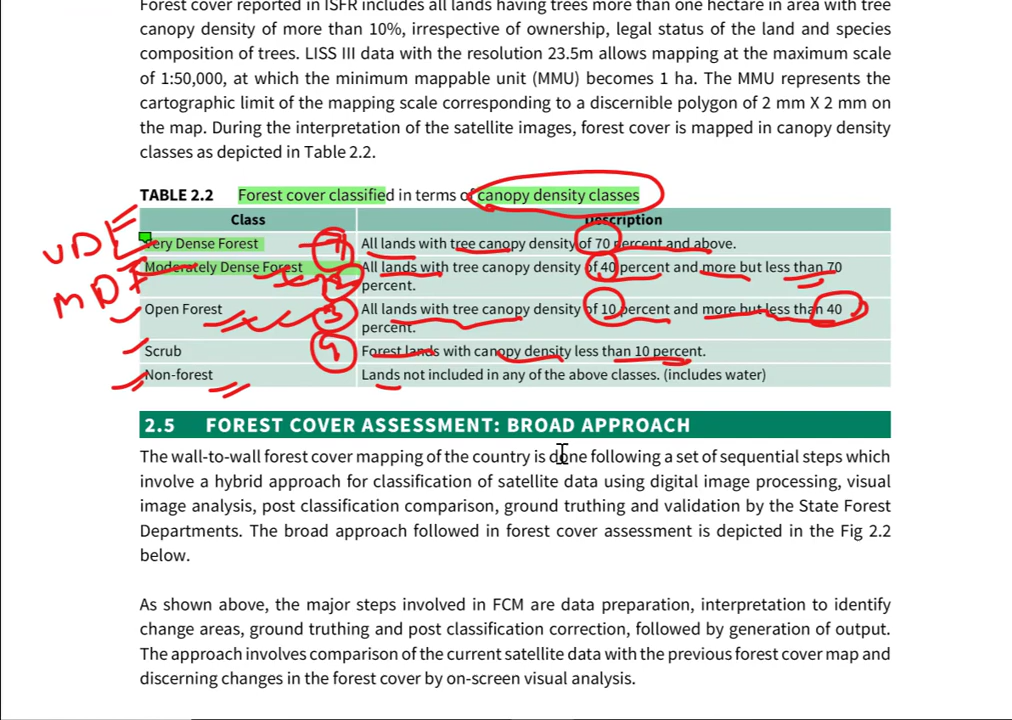 Forest cover reported in ISFR includes all lands having trees more than one hectare in area with tree
canopy density of more than 10%, irrespective of ownership, legal status of the land and species
composition of trees. LISS III data with the resolution 23.5m allows mapping at the maximum scale
of 1:50,000, at which the minimum mappable unit (MMU) becomes 1 ha. The MMU represents the
cartographic limit of the mapping scale corresponding to a discernible polygon of 2 mm X 2 mm on
the map. During the interpretation of the satellite images, forest cover is mapped in canopy density
classes as depicted in Table 2.2.
TABLE 2.2 Forest cover classified in terms of canopy density classes
Class Description
VDF Very Dense Forest 1 All lands with tree canopy density of 70 percent and above.
MDF Moderately Dense Forest 2 All lands with tree canopy density of 40 percent and more but less than 70
percent.
Open Forest 3 All lands with tree canopy density of 10 percent and more but less than 40
percent.
Scrub 4 Forest lands with canopy density less than 10 percent.
Non-forest Lands not included in any of the above classes. (includes water)
2.5 FOREST COVER ASSESSMENT: BROAD APPROACH
The wall-to-wall forest cover mapping of the country is done following a set of sequential steps which
involve a hybrid approach for classification of satellite data using digital image processing, visual
image analysis, post classification comparison, ground truthing and validation by the State Forest
Departments. The broad approach followed in forest cover assessment is depicted in the Fig 2.2
below.
As shown above, the major steps involved in FCM are data preparation, interpretation to identify
change areas, ground truthing and post classification correction, followed by generation of output.
The approach involves comparison of the current satellite data with the previous forest cover map and
discerning changes in the forest cover by on-screen visual analysis.